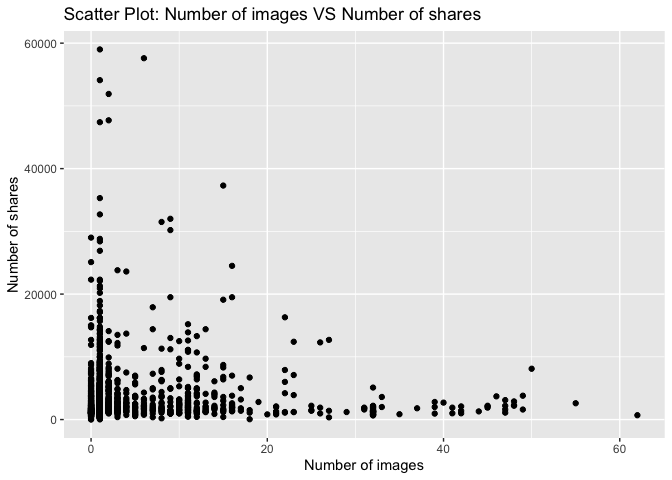 Scatter Plot: Number of images VS Number of shares
60000
40000
20000
0
Number of shares
0 20 40 60
Number of images